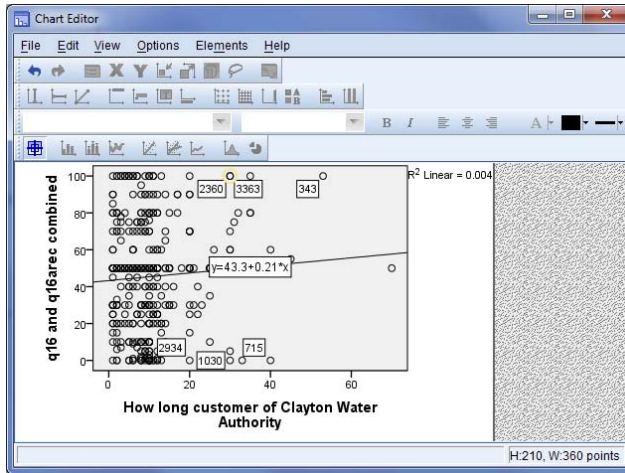 Chart Editor
File Edit View Options Elements Help
B I
A
R² Linear = 0.004
100
80
60
40
20
0
2360
3363
343
y=43.3+0.21*x
2934
1030
715
q16 and q16arec combined
0 20 40 60
How long customer of Clayton Water
Authority
H:210, W:360 points